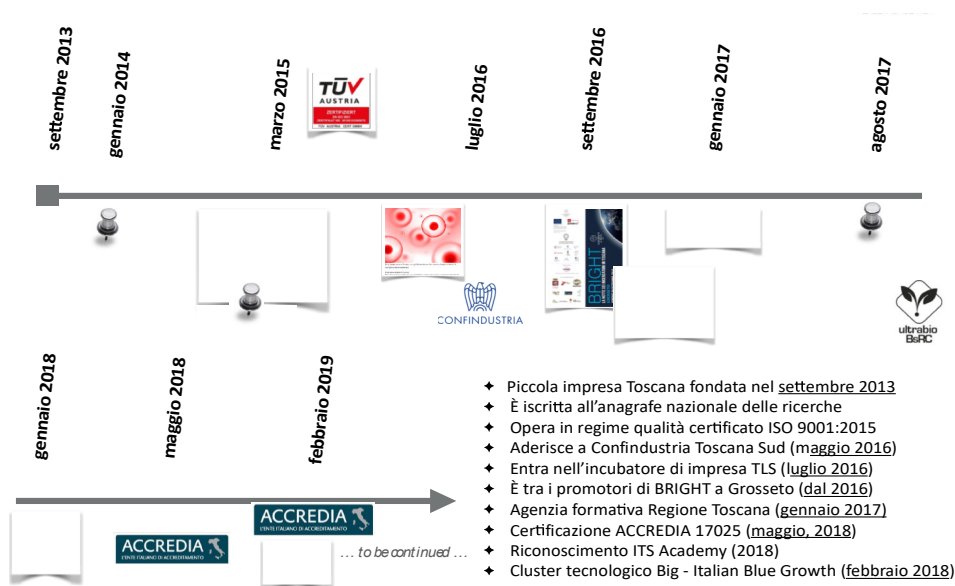 settembre 2013
gennaio 2014
marzo 2015
luglio 2016
settembre 2016
gennaio 2017
agosto 2017
TÜV
AUSTRIA
ZERTIFIZIERT
BRIGHT
CONFINDUSTRIA
ultrabio
BsRC
gennaio 2018
maggio 2018
febbraio 2019
ACCREDIA
L'ENTE ITALIANO DI ACCREDITAMENTO
ACCREDIA
L'ENTE ITALIANO DI ACCREDITAMENTO
... to be continued ...
✦ Piccola impresa Toscana fondata nel settembre 2013
✦ È iscritta all’anagrafe nazionale delle ricerche
✦ Opera in regime qualità certificato ISO 9001:2015
✦ Aderisce a Confindustria Toscana Sud (maggio 2016)
✦ Entra nell’incubatore di impresa TLS (luglio 2016)
✦ È tra i promotori di BRIGHT a Grosseto (dal 2016)
✦ Agenzia formativa Regione Toscana (gennaio 2017)
✦ Certificazione ACCREDIA 17025 (maggio, 2018)
✦ Riconoscimento ITS Academy (2018)
✦ Cluster tecnologico Big - Italian Blue Growth (febbraio 2018)